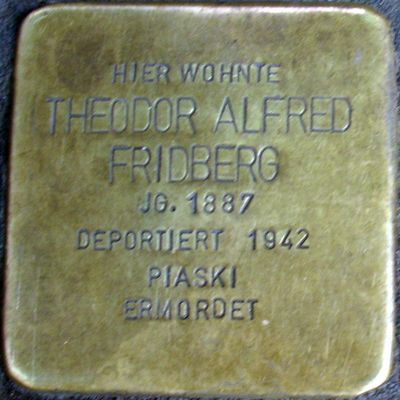 HIER WOHNTE
THEODOR ALFRED
FRIDBERG
JG. 1887
DEPORTIERT 1942
PIASKI
ERMORDET